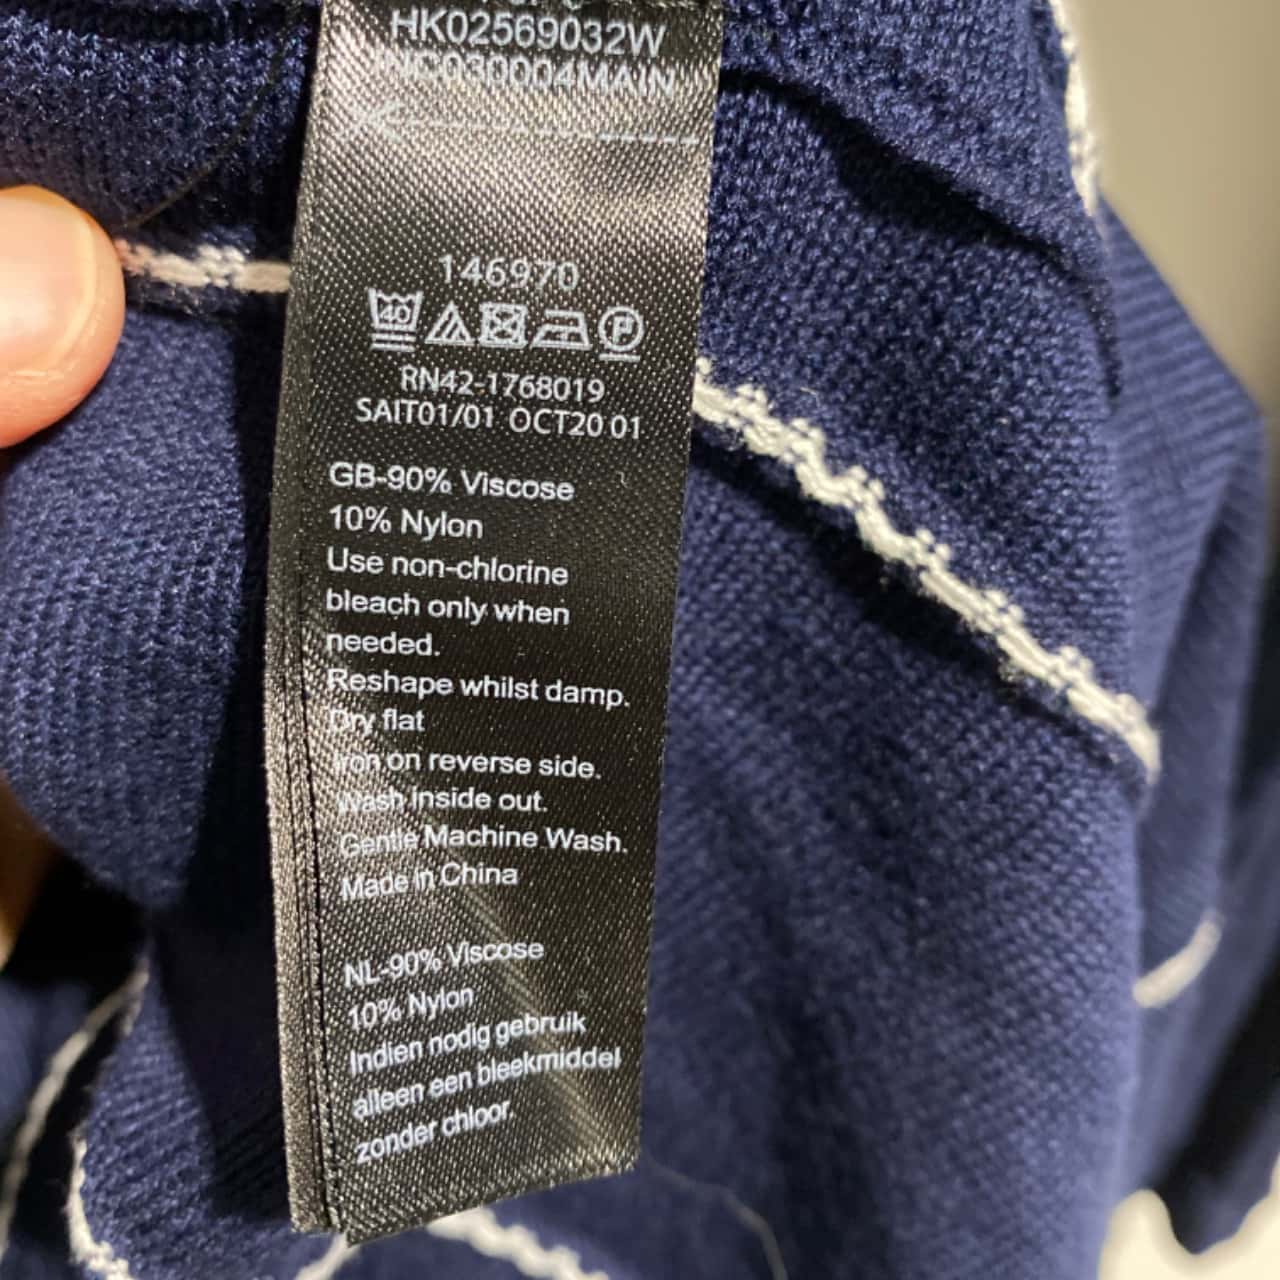 HK02569032W
INC030004MAIN
146970
40 P
RN42-1768019
SAIT01/01 OCT20 01
GB-90% Viscose
10% Nylon
Use non-chlorine
bleach only when
needed.
Reshape whilst damp.
Dry flat
Iron on reverse side.
Wash inside out.
Gentle Machine Wash.
Made in China
NL-90% Viscose
10% Nylon
Indien nodig gebruik
alleen een bleekmiddel
zonder chloor.